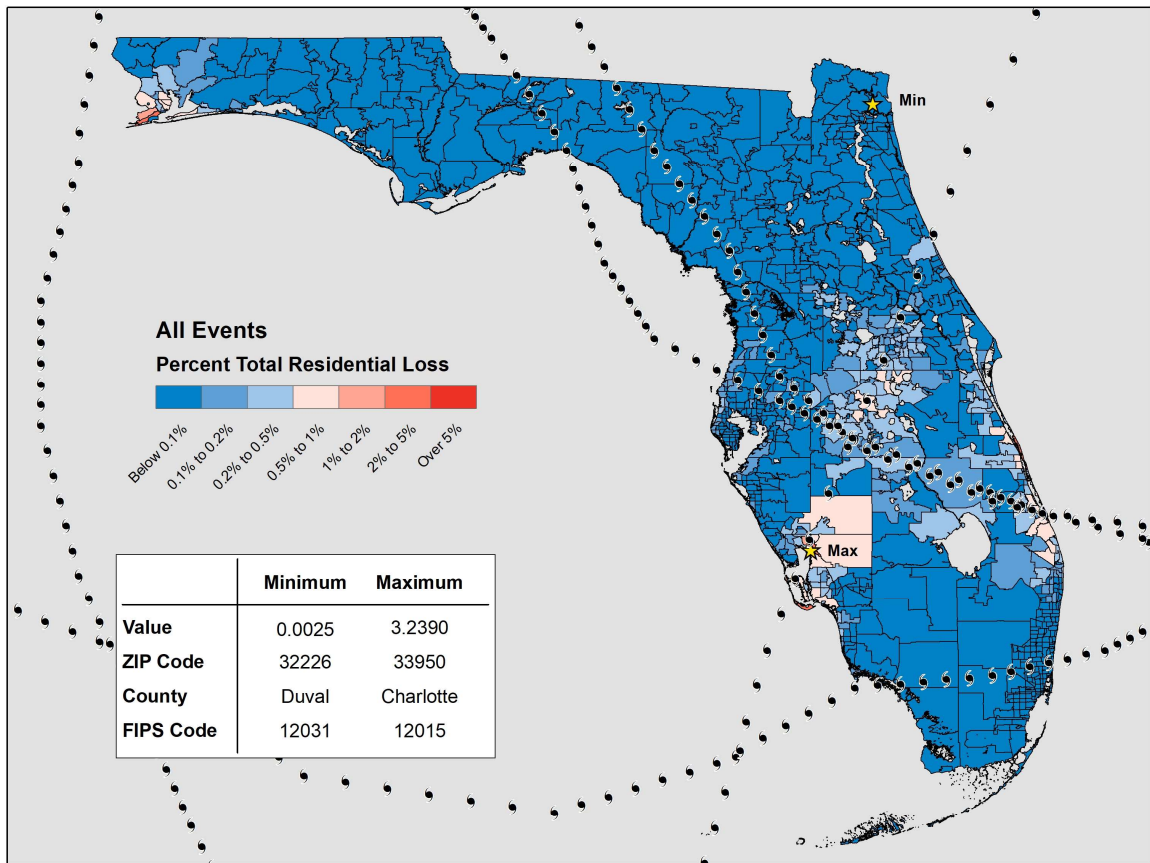 Min
All Events
Percent Total Residential Loss
Below 0.1%
0.1% to 0.2%
0.2% to 0.5%
0.5% to 1%
1% to 2%
2% to 5%
Over 5%
Max
Minimum Maximum
Value 0.0025 3.2390
ZIP Code 32226 33950
County Duval Charlotte
FIPS Code 12031 12015